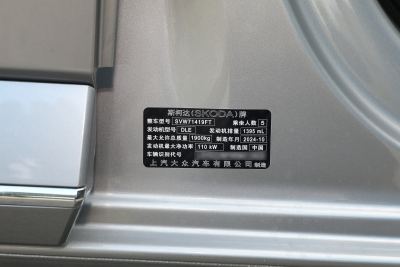 斯柯达(SKODA)牌
整车型号 SVW71419FT 乘坐人数 5
发动机型号 DLE 发动机排量 1395 mL
最大允许总质量 1900kg 制造年月 2024-10
发动机最大净功率 110 kW 制造国 中国
车辆识别代号
上汽大众汽车有限公司 制造